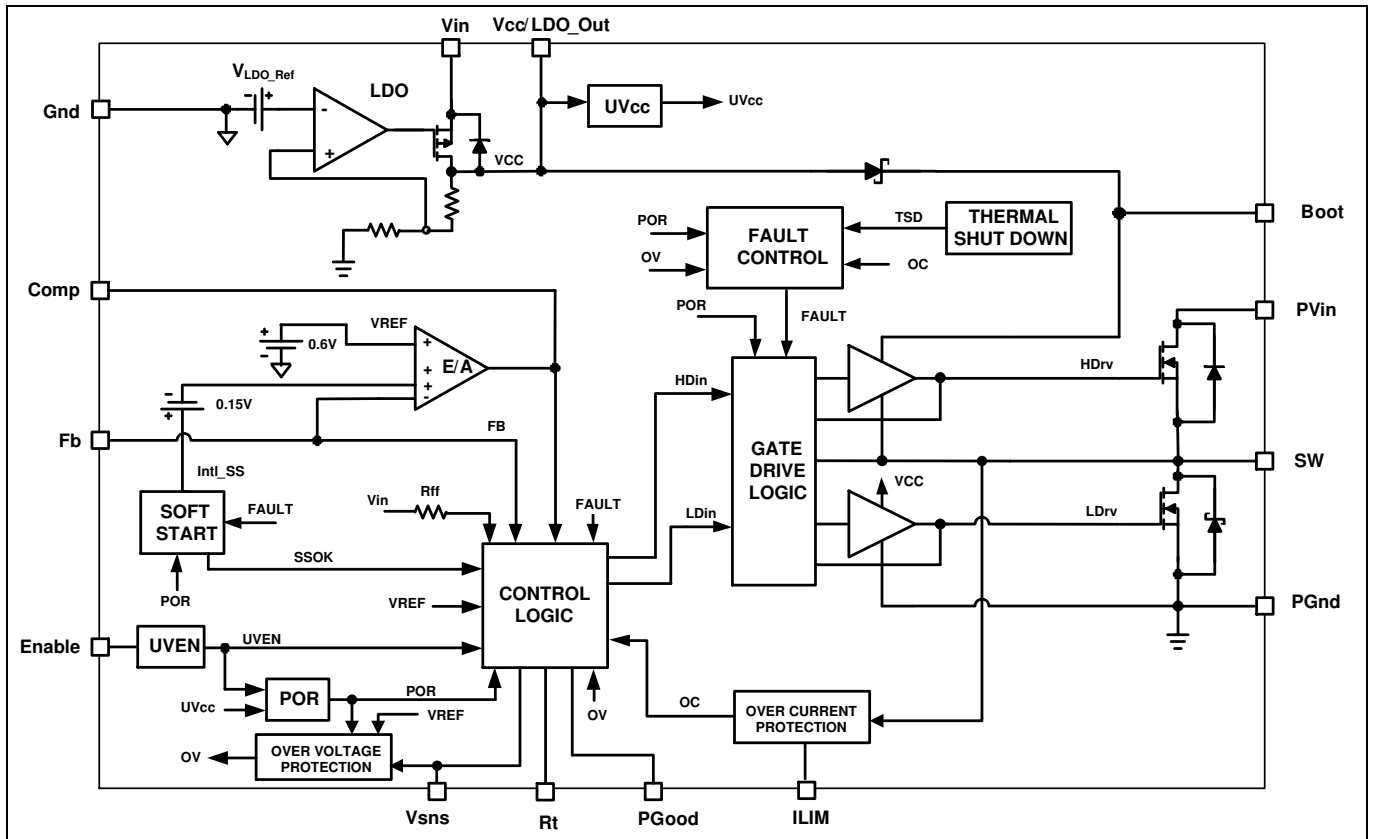 Vin
Vcc/LDO_Out
VLDO_Ref
- +
LDO
Gnd
-
+
UVcc
UVcc
VCC
Boot
POR
OV
FAULT
CONTROL
TSD
OC
THERMAL
SHUT DOWN
Comp
POR
FAULT
PVin
+
-
0.6V
VREF
+
+
+
-
E/A
-
+
0.15V
HDin
HDrv
Fb
FB
GATE
DRIVE
LOGIC
SW
Intl_SS
VCC
SOFT
START
FAULT
Vin
Rff
FAULT
LDin
LDrv
SSOK
POR
VREF
CONTROL
LOGIC
PGnd
Enable
UVEN
UVEN
UVcc
POR
POR
VREF
OV
OC
OVER CURRENT
PROTECTION
OV
OVER VOLTAGE
PROTECTION
Vsns
Rt
PGood
ILIM